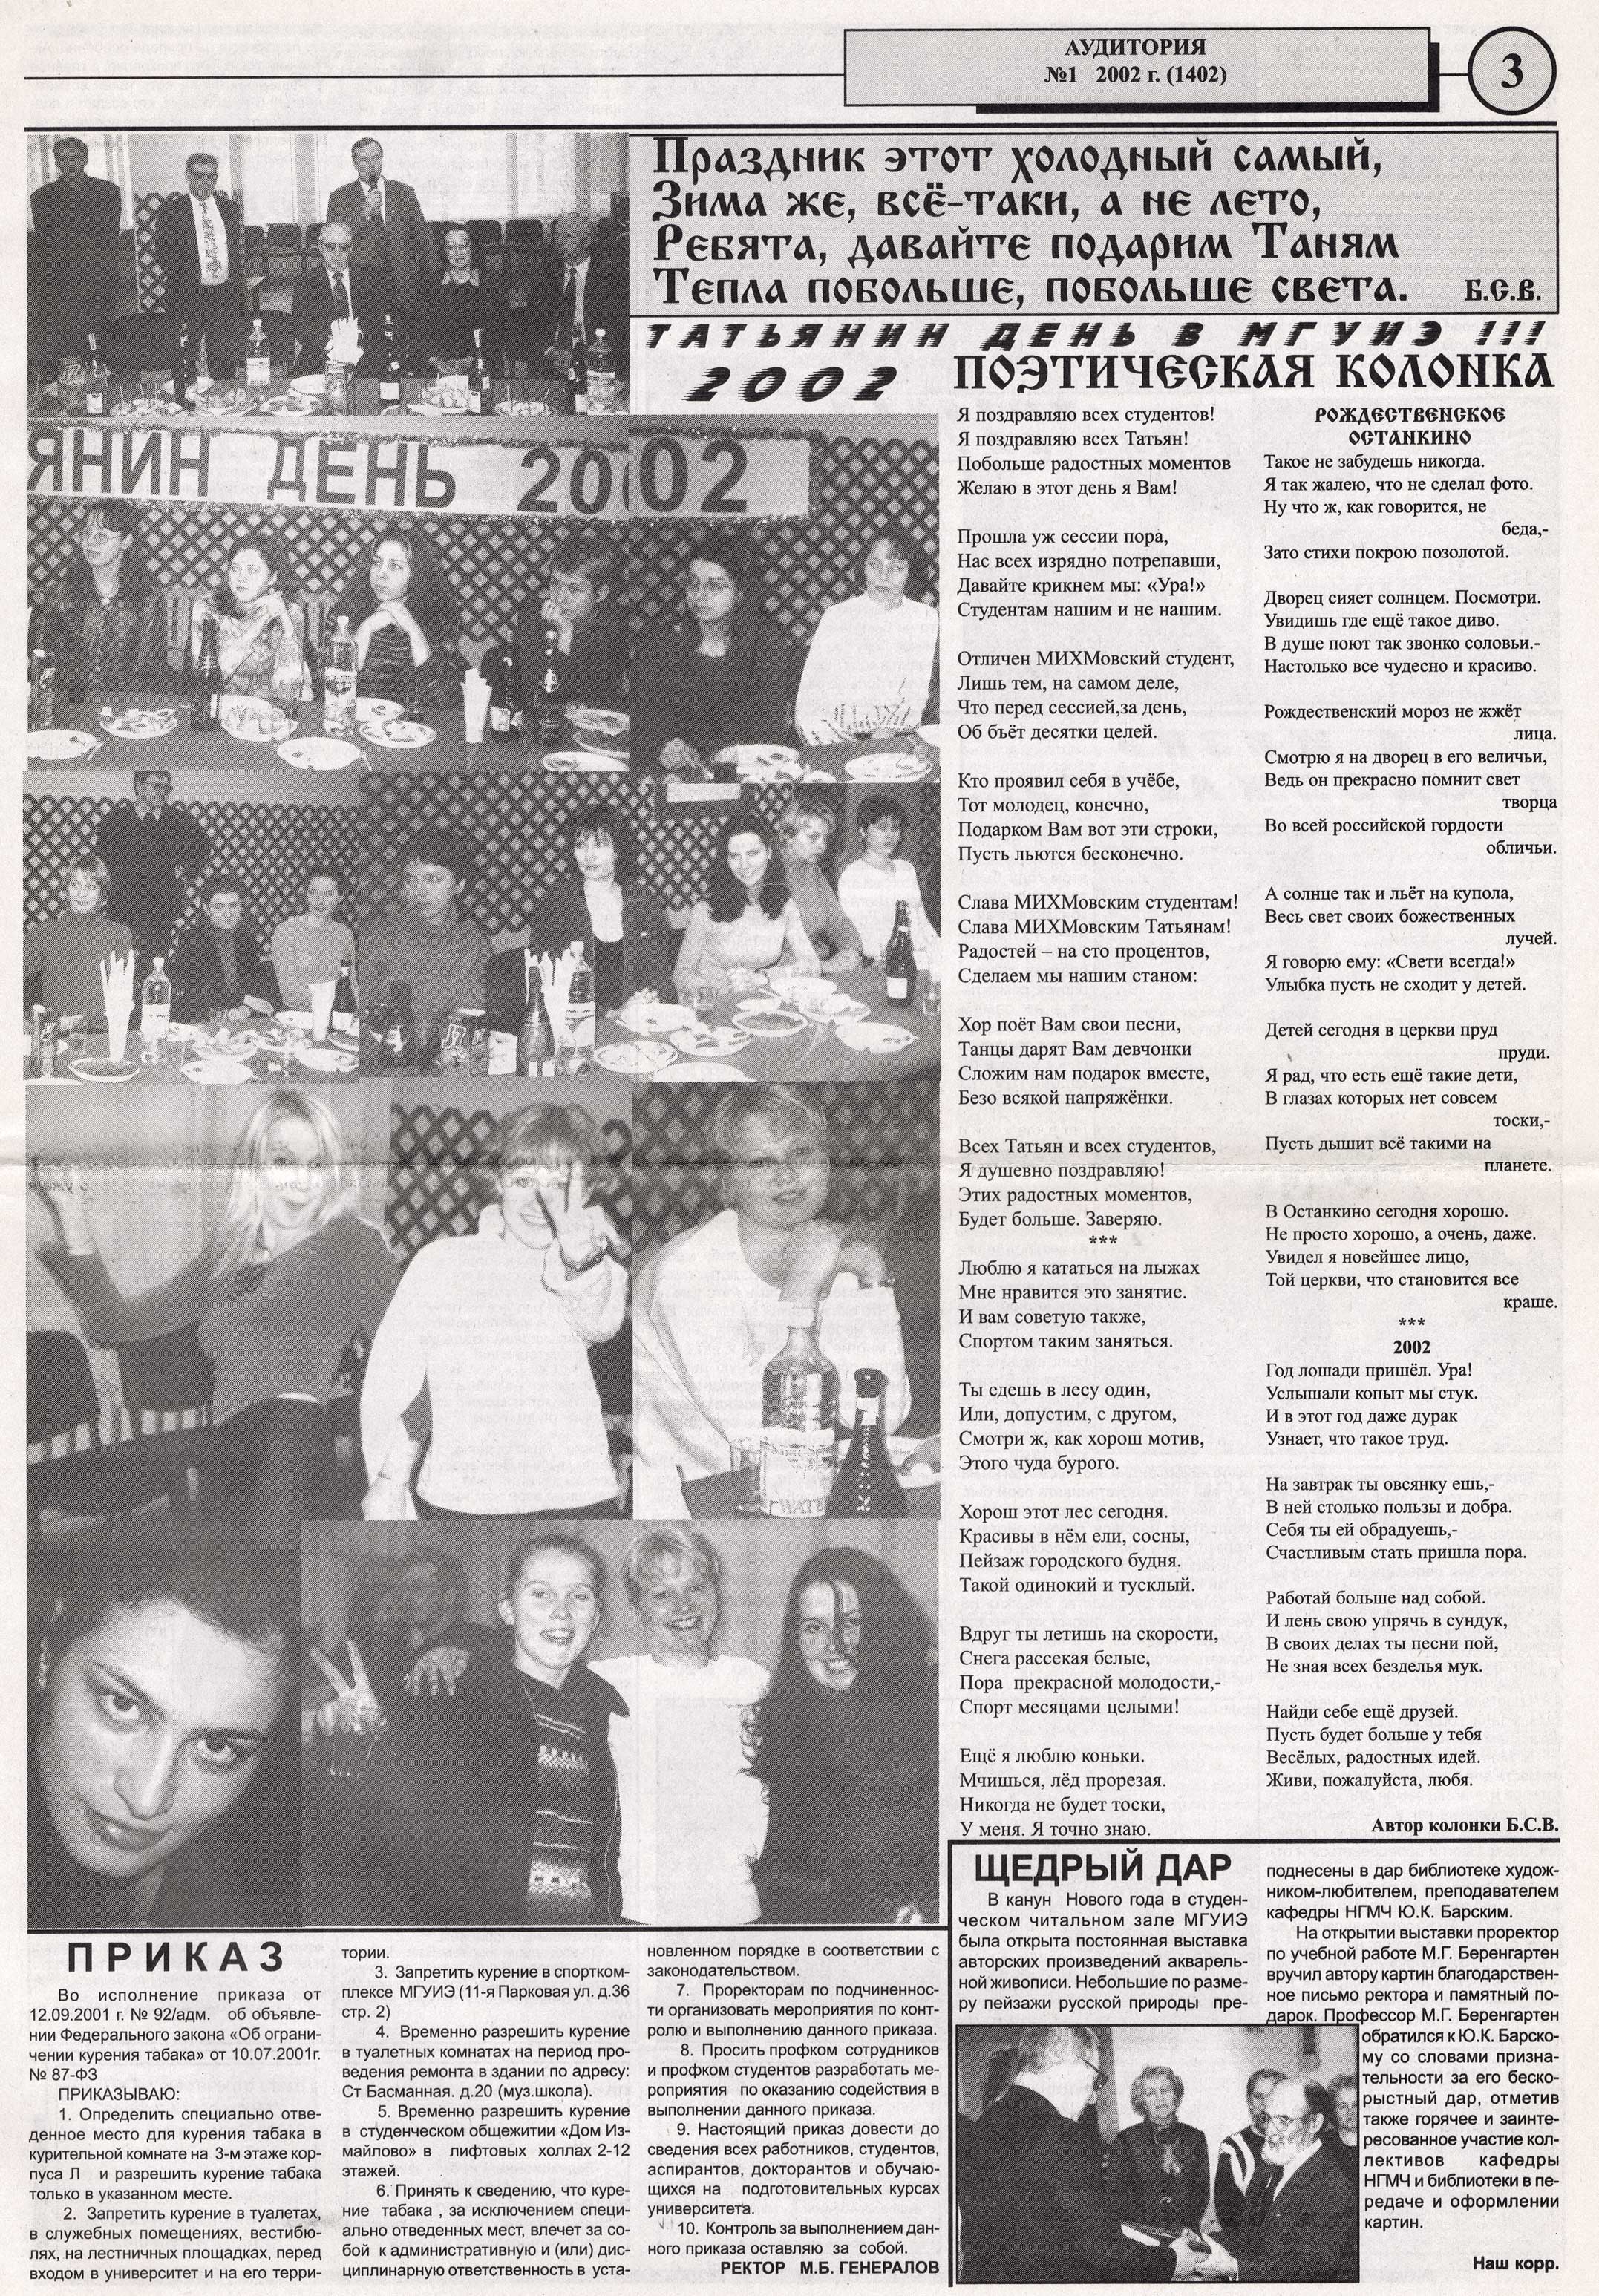 АУДИТОРИЯ
№1 2002 г. (1402)
3
Праздник этот холодный самый,
Зима же, всё-таки, а не лето,
Ребята, давайте подарим Таням
Тепла побольше, побольше света.
Б.С.В.
ТАТЬЯНИН ДЕНЬ В МГУИЭ !!!
2002
ЯНИН ДЕНЬ 20
02
J7
WATE
ПОЭТИЧЕСКАЯ КОЛОНКА
Я поздравляю всех студентов!
Я поздравляю всех Татьян!
Побольше радостных моментов
Желаю в этот день я Вам!
Прошла уж сессии пора,
Нас всех изрядно потрепавши,
Давайте крикнем мы: «Ура!»
Студентам нашим и не нашим.
Отличен МИХМовский студент,
Лишь тем, на самом деле,
Что перед сессией,за день,
Об бъёт десятки целей.
Кто проявил себя в учёбе,
Тот молодец, конечно,
Подарком Вам вот эти строки,
Пусть льются бесконечно.
Слава МИХМовским студентам!
Слава МИХМовским Татьянам!
Радостей – на сто процентов,
Сделаем мы нашим станом:
Хор поёт Вам свои песни,
Танцы дарят Вам девчонки
Сложим нам подарок вместе,
Безо всякой напряжёнки.
Всех Татьян и всех студентов,
Я душевно поздравляю!
Этих радостных моментов,
Будет больше. Заверяю.
***
Люблю я кататься на лыжах
Мне нравится это занятие.
И вам советую также,
Спортом таким заняться.
Ты едешь в лесу один,
Или, допустим, с другом,
Смотри ж, как хорош мотив,
Этого чуда бурого.
Хорош этот лес сегодня.
Красивы в нём ели, сосны,
Пейзаж городского будня.
Такой одинокий и тусклый.
Вдруг ты летишь на скорости,
Снега рассекая белые,
Пора прекрасной молодости,-
Спорт месяцами целыми!
Ещё я люблю коньки.
Мчишься, лёд прорезая.
Никогда не будет тоски,
У меня. Я точно знаю.
РОЖДЕСТВЕНСКОЕ
ОСТАНКИНО
Такое не забудешь никогда.
Я так жалею, что не сделал фото.
Ну что ж, как говорится, не
беда,-
Зато стихи покрою позолотой.
Дворец сияет солнцем. Посмотри.
Увидишь где ещё такое диво.
В душе поют так звонко соловьи.-
Настолько все чудесно и красиво.
Рождественский мороз не жжёт
лица.
Смотрю я на дворец в его величьи,
Ведь он прекрасно помнит свет
творца
Во всей российской гордости
обличьи.
А солнце так и льёт на купола,
Весь свет своих божественных
лучей.
Я говорю ему: «Свети всегда!»
Улыбка пусть не сходит у детей.
Детей сегодня в церкви пруд
пруди.
Я рад, что есть ещё такие дети,
В глазах которых нет совсем
тоски,-
Пусть дышит всё такими на
планете.
В Останкино сегодня хорошо.
Не просто хорошо, а очень, даже.
Увидел я новейшее лицо,
Той церкви, что становится все
краше.
***
2002
Год лошади пришёл. Ура!
Услышали копыт мы стук.
И в этот год даже дурак
Узнает, что такое труд.
На завтрак ты овсянку ешь,-
В ней столько пользы и добра.
Себя ты ей обрадуешь,-
Счастливым стать пришла пора.
Работай больше над собой.
И лень свою упрячь в сундук,
В своих делах ты песни пой,
Не зная всех безделья мук.
Найди себе ещё друзей.
Пусть будет больше у тебя
Весёлых, радостных идей.
Живи, пожалуйста, любя.
Автор колонки Б.С.В.
ПРИКАЗ
Во исполнение приказа от
12.09.2001 г. № 92/адм. об объявле-
нии Федерального закона «Об ограни-
чении курения табака» от 10.07.2001г.
№ 87-ФЗ
ПРИКАЗЫВАЮ:
1. Определить специально отве-
денное место для курения табака в
курительной комнате на 3-м этаже кор-
пуса Л и разрешить курение табака
только в указанном месте.
2. Запретить курение в туалетах,
в служебных помещениях, вестибю-
лях, на лестничных площадках, перед
входом в университет и на его терри-
тории.
3. Запретить курение в спортком-
плексе МГУИЭ (11-я Парковая ул. д.36
стр. 2)
4. Временно разрешить курение
в туалетных комнатах на период про-
ведения ремонта в здании по адресу:
Ст Басманная. д.20 (муз.школа).
5. Временно разрешить курение
в студенческом общежитии «Дом Из-
майлово» в лифтовых холлах 2-12
этажей.
6. Принять к сведению, что куре-
ние табака , за исключением специ-
ально отведенных мест, влечет за со-
бой к административную и (или) дис-
циплинарную ответственность в уста-
новленном порядке в соответствии с
законодательством.
7. Проректорам по подчиненнос-
ти организовать мероприятия по конт-
ролю и выполнению данного приказа.
8. Просить профком сотрудников
и профком студентов разработать ме-
роприятия по оказанию содействия в
выполнении данного приказа.
9. Настоящий приказ довести до
сведения всех работников, студентов,
аспирантов, докторантов и обучаю-
щихся на подготовительных курсах
университета.
10. Контроль за выполнением дан-
ного приказа оставляю за собой.
РЕКТОР М.Б. ГЕНЕРАЛОВ
ЩЕДРЫЙ ДАР
В канун Нового года в студен-
ческом читальном зале МГУИЭ
была открыта постоянная выставка
авторских произведений акварель-
ной живописи. Небольшие по разме-
ру пейзажи русской природы пре-
поднесены в дар библиотеке худож-
ником-любителем, преподавателем
кафедры НГМЧ Ю.К. Барским.
На открытии выставки проректор
по учебной работе М.Г. Беренгартен
вручил автору картин благодарствен-
ное письмо ректора и памятный по-
дарок. Профессор М.Г. Беренгартен
обратился к Ю.К. Барско-
му со словами призна-
тельности за его беско-
рыстный дар, отметив
также горячее и заинте-
ресованное участие кол-
лективов кафедры
НГМЧ и библиотеки в пе-
редаче и оформлении
картин.
Наш корр.